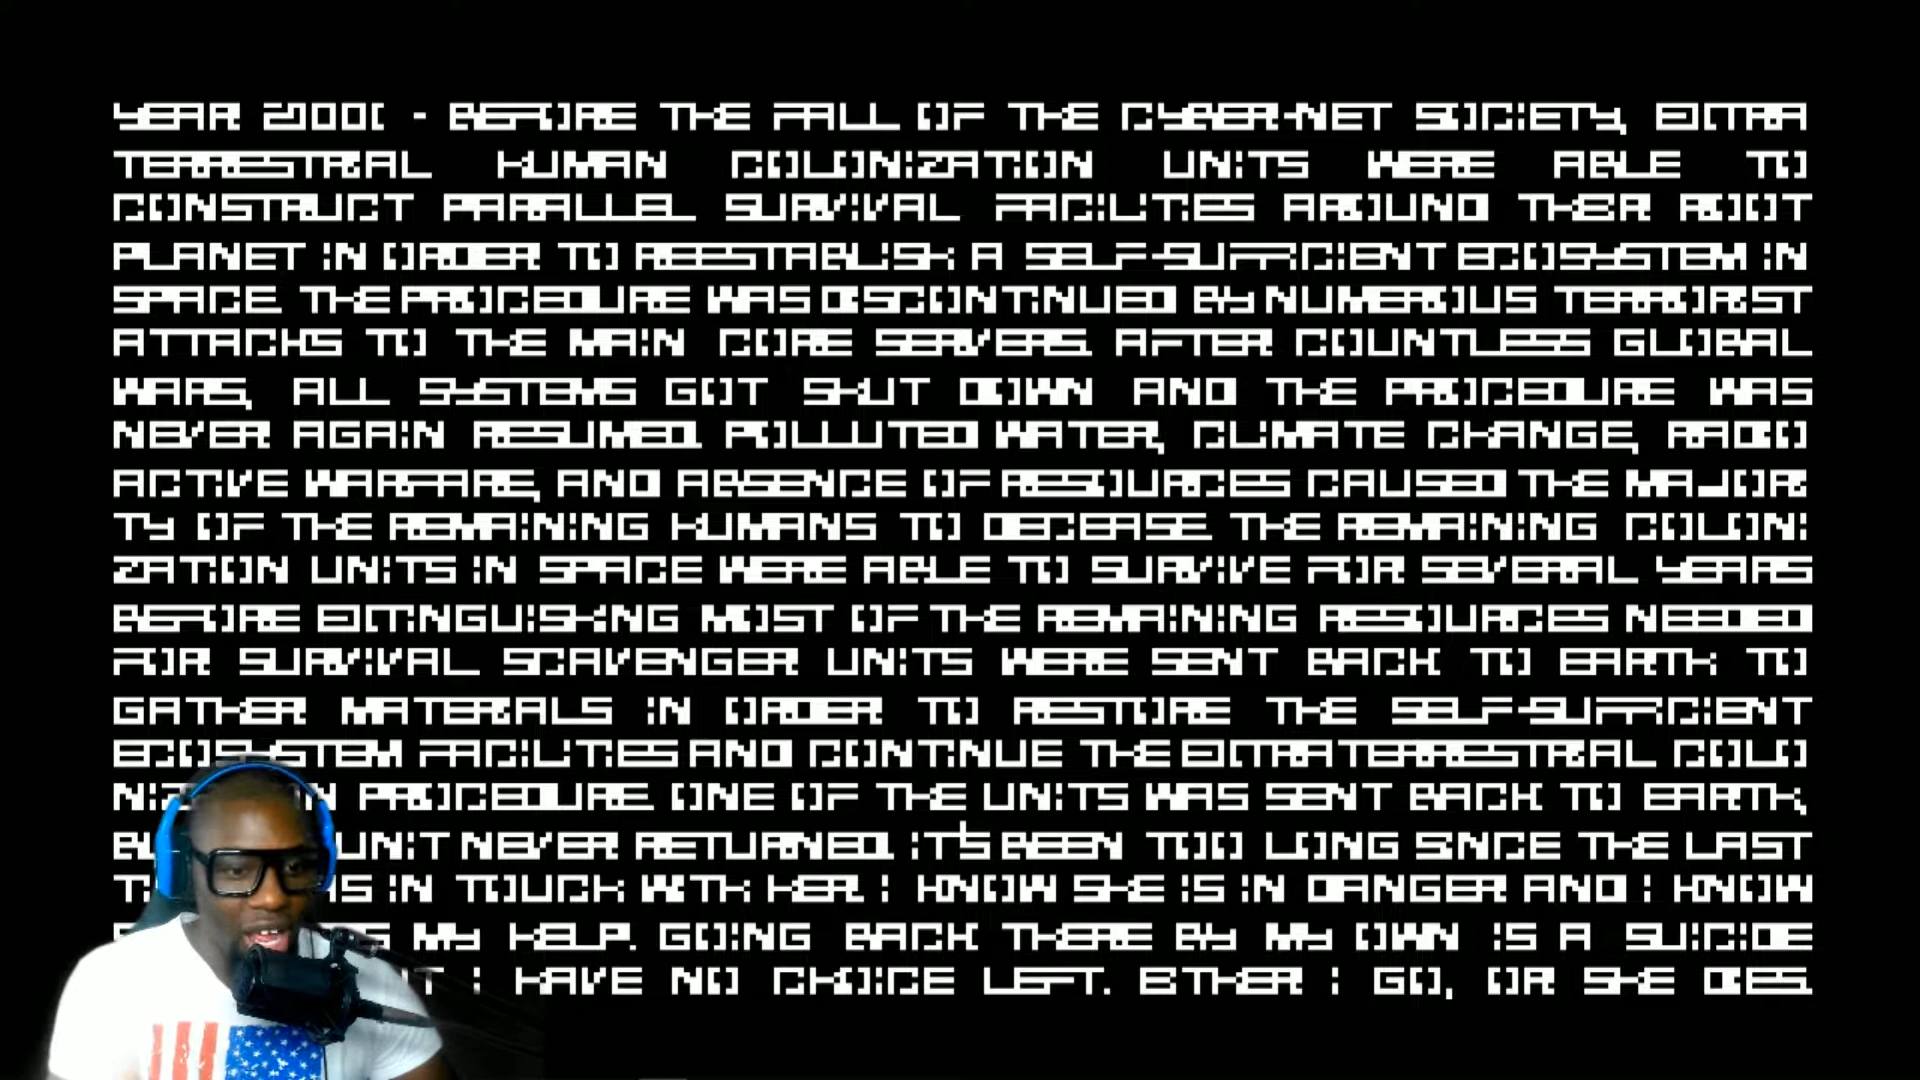 YEAR - BEFORE THE FALL OF THE CYBER-NET SOCIETY, EXTRA
TERRESTRIAL HUMAN COLONIZATION UNITS WERE ABLE TO
CONSTRUCT PARALLEL SURVIVAL FACILITIES AROUND THEIR ROOT
PLANET IN ORDER TO REESTABLISH A SELF-SUFFICIENT ECOSYSTEM IN
SPACE. THE PROCEDURE WAS DISCONTINUED BY NUMEROUS TERRORIST
ATTACKS TO THE MAIN CORE SERVERS. AFTER COUNTLESS GLOBAL
WARS, ALL SYSTEMS GOT SHUT DOWN AND THE PROCEDURE WAS
NEVER AGAIN RESUMED. POLLUTED WATER, CLIMATE CHANGE, RADIO
ACTIVE WARFARE, AND ABSENCE OF RESOURCES CAUSED THE MAJORI
TY OF THE REMAINING HUMANS TO DECEASE. THE REMAINING COLONI
ZATION UNITS IN SPACE WERE ABLE TO SURVIVE FOR SEVERAL YEARS
BEFORE EXTINGUISHING MOST OF THE REMAINING RESOURCES NEEDED
FOR SURVIVAL. SCAVENGER UNITS WERE SENT BACK TO EARTH TO
GATHER MATERIALS IN ORDER TO RESTORE THE SELF-SUFFICIENT
ECOSYSTEM FACILITIES AND CONTINUE THE EXTRATERRESTRIAL COLO
PROCEDURE. ONE OF THE UNITS WAS SENT BACK TO EARTH,
UNIT NEVER RETURNED. IT'S BEEN TOO LONG SINCE THE LAST
IN TOUCH WITH HER. I KNOW SHE IS IN DANGER AND I KNOW
MY HELP. GOING BACK THERE BY MY OWN IS A SUICIDE
I HAVE NO CHOICE LEFT. EITHER I GO, OR SHE DIES.